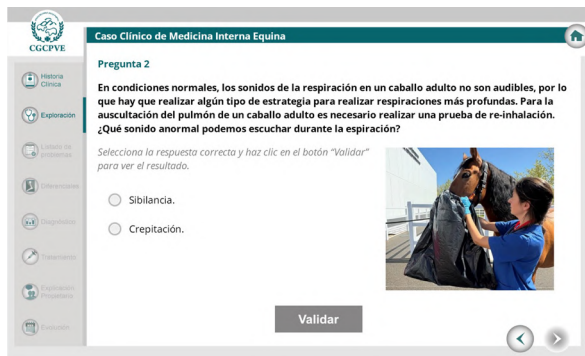 CGCPVE
Caso Clínico de Medicina Interna Equina
Historia
Clínica
Exploración
Listado de
problemas
Diferenciales
Diagnóstico
Tratamiento
Explicación
Propietario
Evolución
Pregunta 2
En condiciones normales, los sonidos de la respiración en un caballo adulto no son audibles, por lo
que hay que realizar algún tipo de estrategia para realizar respiraciones más profundas. Para la
auscultación del pulmón de un caballo adulto es necesario realizar una prueba de re-inhalación.
¿Qué sonido anormal podemos escuchar durante la espiración?
Selecciona la respuesta correcta y haz clic en el botón "Validar"
para ver el resultado.
Sibilancia.
Crepitación.
Validar